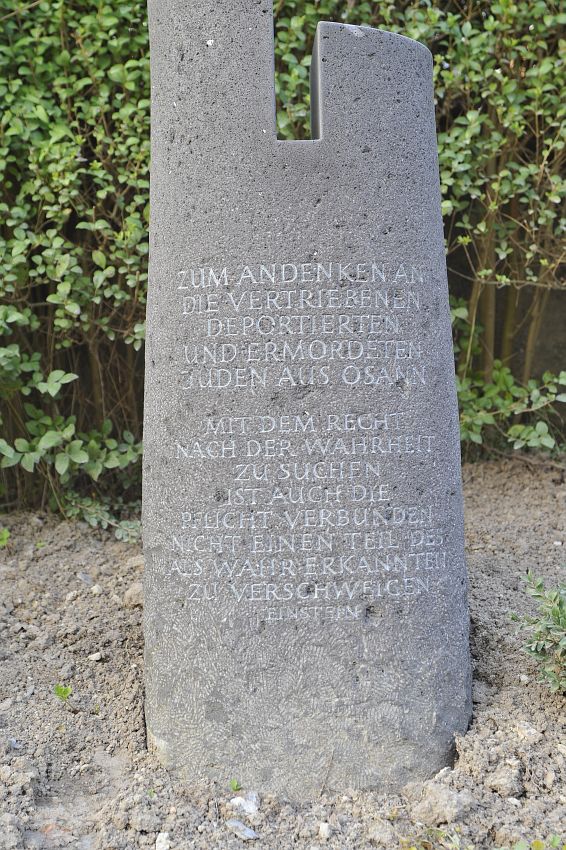 ZUM ANDENKEN AN
DIE VERTRIEBENEN
DEPORTIERTEN
UND ERMORDETEN
JUDEN AUS OSANN
MIT DEM RECHT
NACH DER WAHRHEIT
ZU SUCHEN
IST AUCH DIE
PFLICHT VERBUNDEN
NICHT EINEN TEIL DES
ALS WAHR ERKANNTEN
ZU VERSCHWEIGEN
EINSTEIN